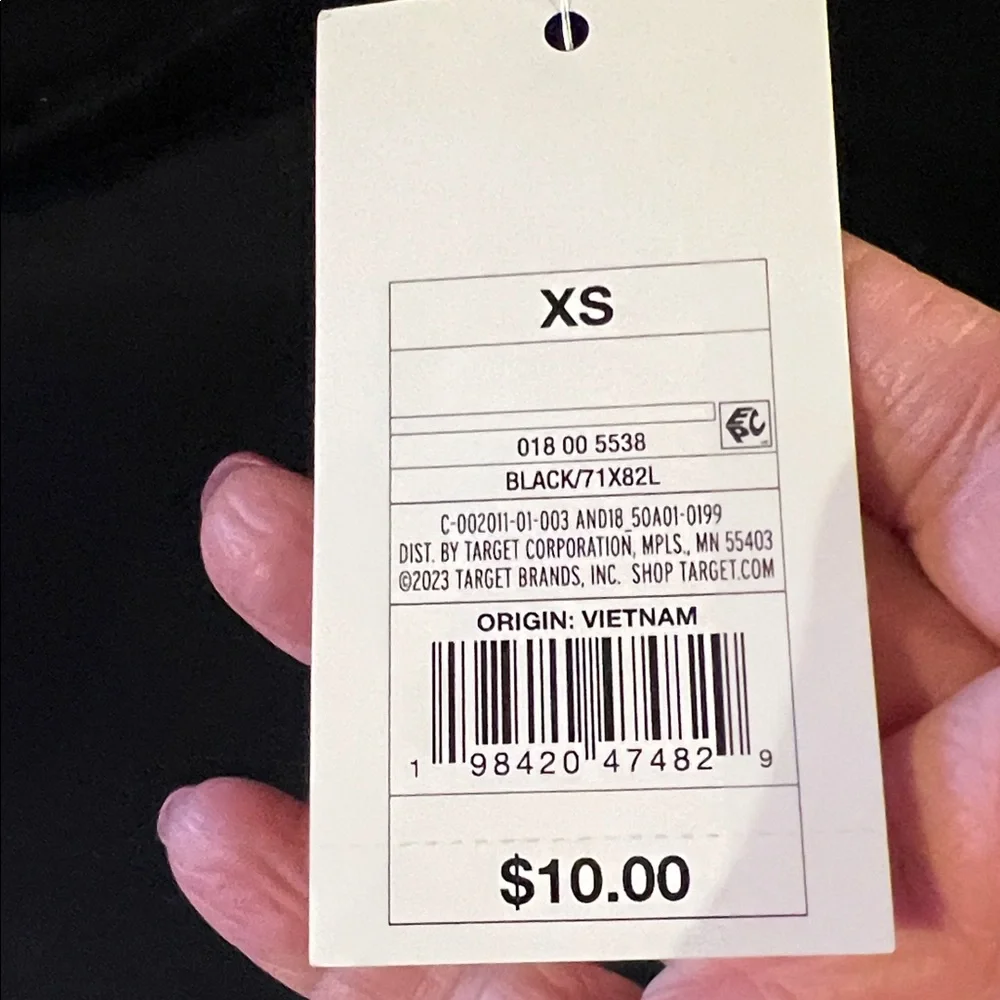 XS
EPC
018 00 5538
BLACK/71X82L
C-002011-01-003 AND18_50A01-0199
DIST. BY TARGET CORPORATION, MPLS., MN 55403
©2023 TARGET BRANDS, INC. SHOP TARGET.COM
ORIGIN: VIETNAM
1 98420 47482 9
$10.00